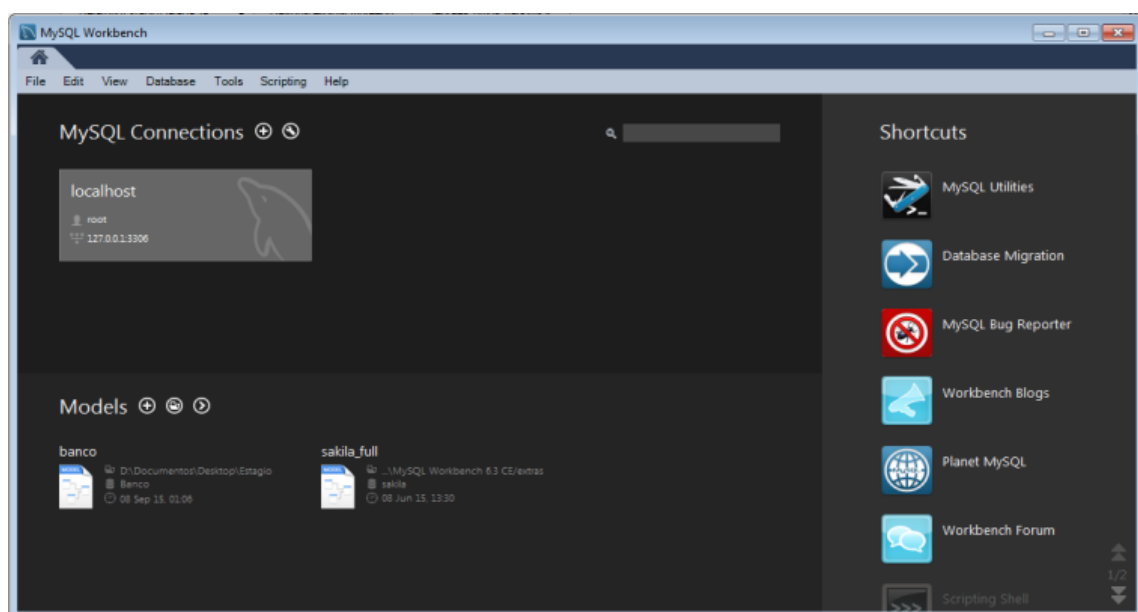 MySQL Workbench
File Edit View Database Tools Scripting Help
MySQL Connections
localhost
root
127.0.0.1:3306
Models
banco
D:\Documentos\Desktop\Estagio
Banco
08 Sep 15, 01:06
sakila_full
...\MySQL Workbench 6.3 CE/extras
sakila
08 Jun 15, 13:30
Shortcuts
MySQL Utilities
Database Migration
MySQL Bug Reporter
Workbench Blogs
Planet MySQL
Workbench Forum
Scripting Shell
1/2